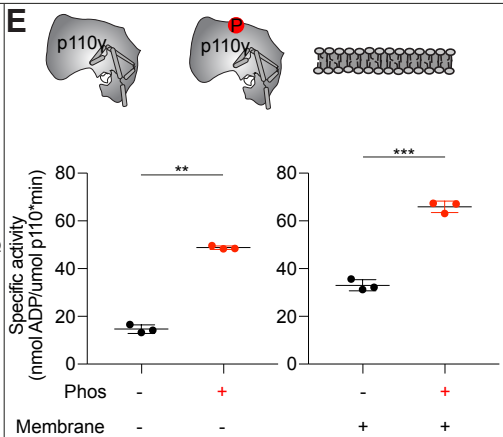 E
p110γ
P
p110γ
**
***
80
60
40
20
0
80
60
40
20
0
Specific activity
(nmol ADP/umol p110*min)
Phos - + - +
Membrane - - + +